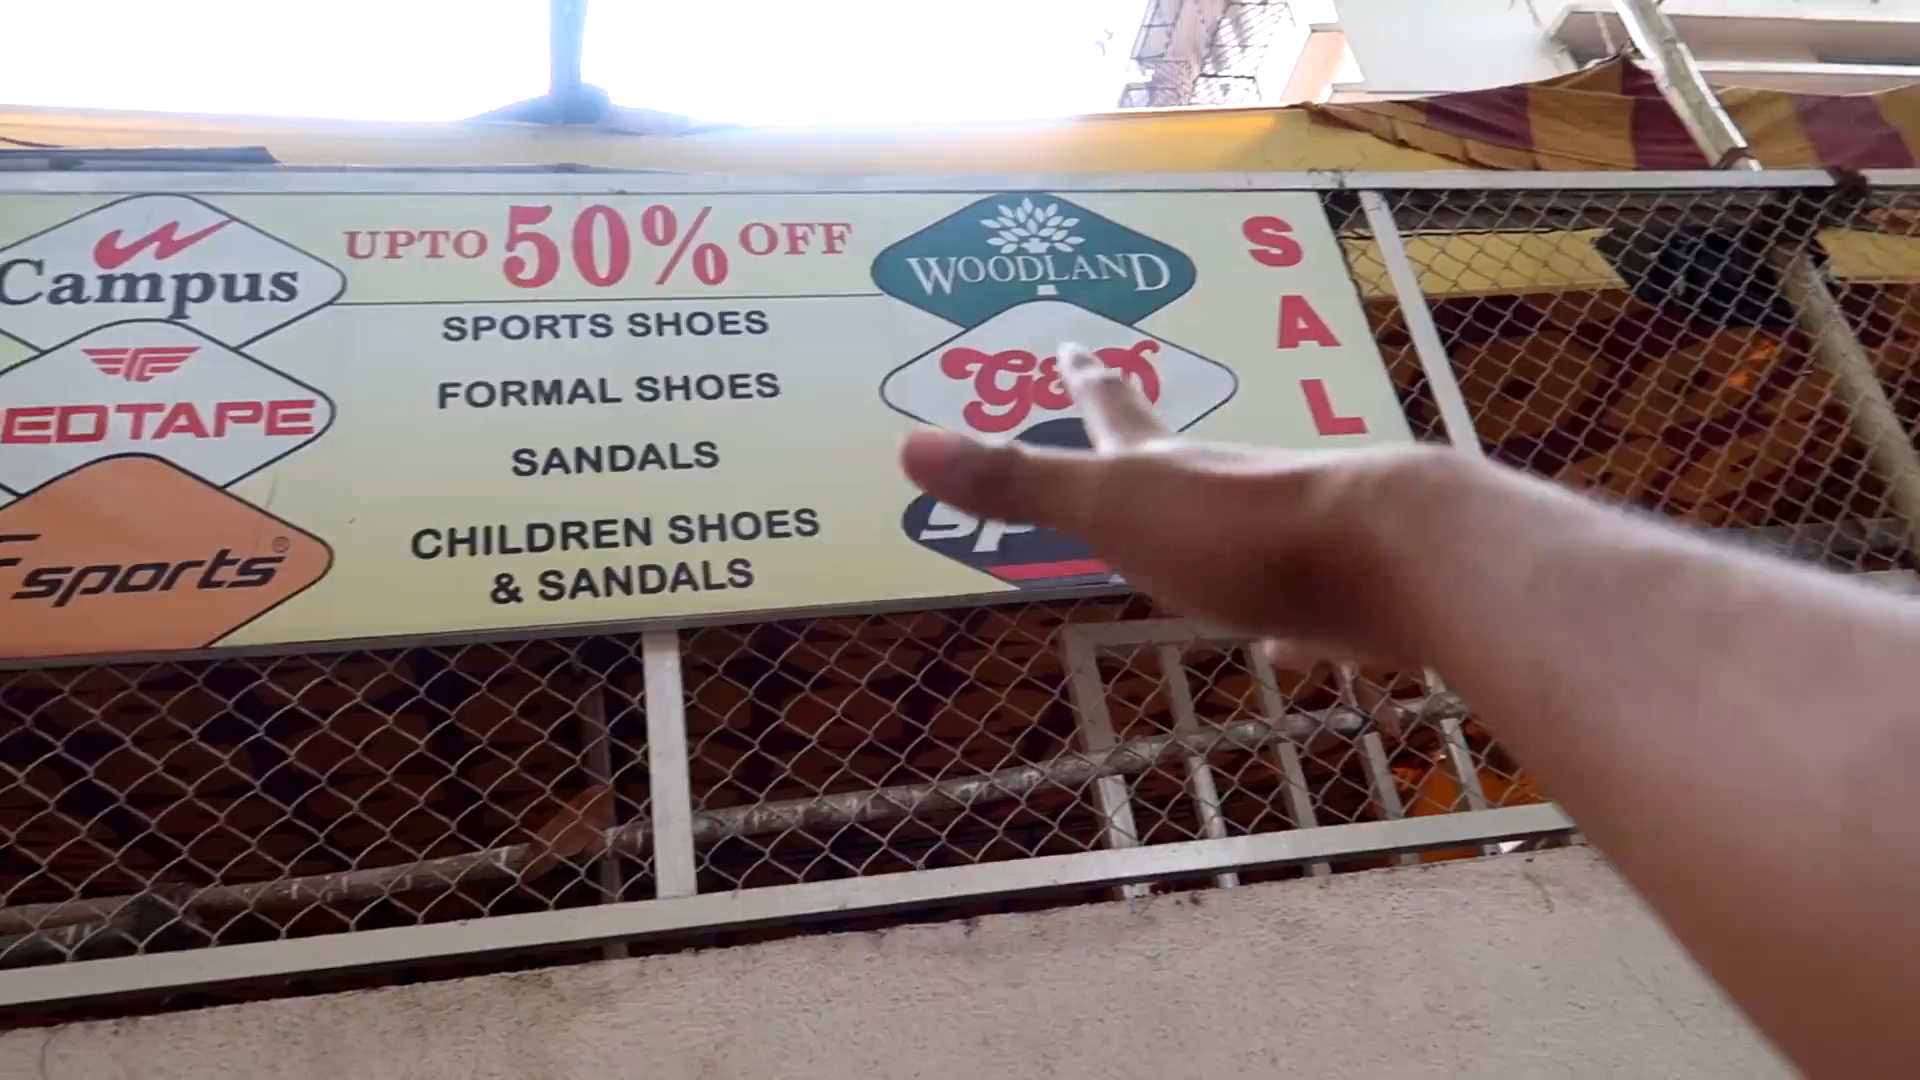 Campus
EDTAPE
sports®
UPTO 50% OFF
SPORTS SHOES
FORMAL SHOES
SANDALS
CHILDREN SHOES
& SANDALS
WOODLAND
G&D
S
A
L